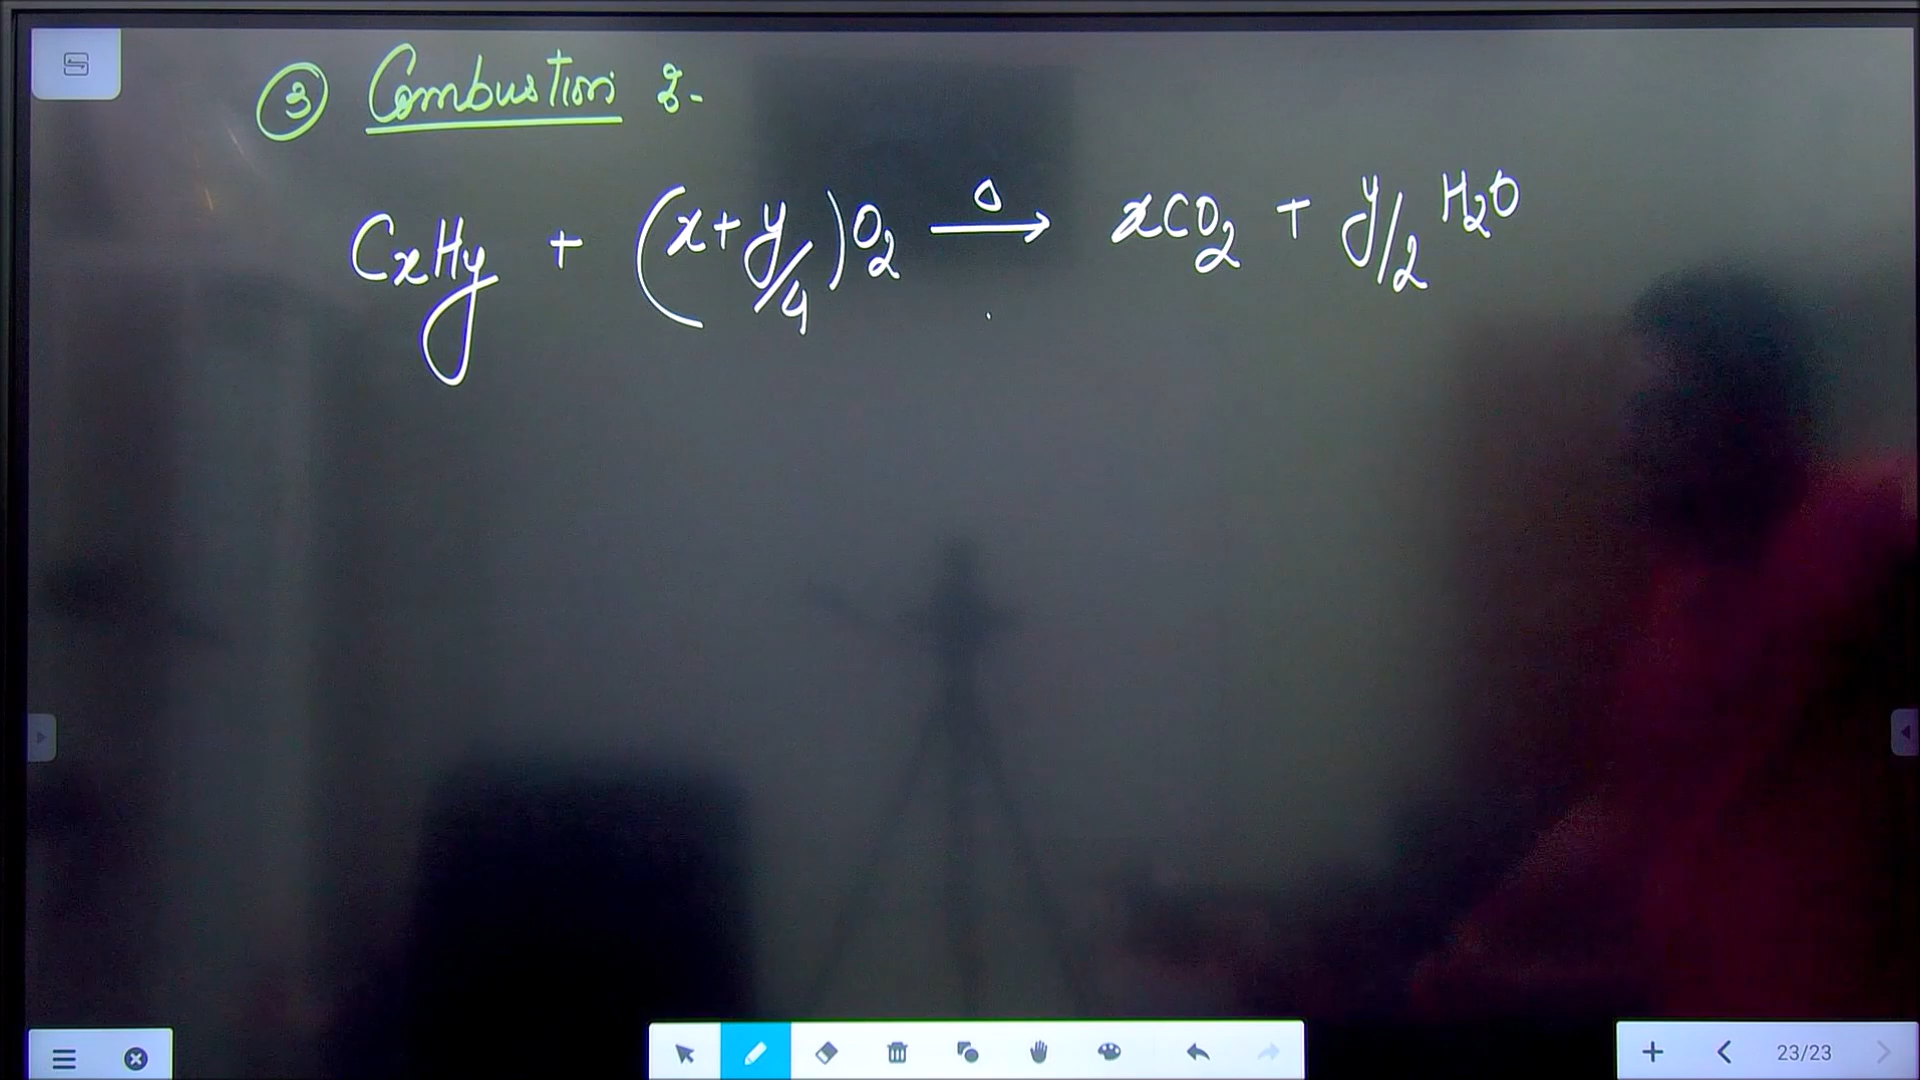 ③ Combustion :-
CxHy + (x+y/4)O₂ —Δ→ xCO₂ + y/2 H₂O
23/23